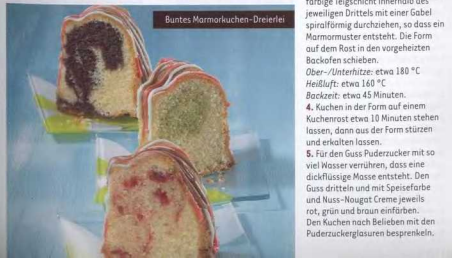 Buntes Marmorkuchen-Dreierlei
farbige Teigschicht innerhalb des
jeweiligen Drittels mit einer Gabel
spiralförmig durchziehen, so dass ein
Marmormuster entsteht. Die Form
auf dem Rost in den vorgeheizten
Backofen schieben.
Ober-/Unterhitze: etwa 180 °C
Heißluft: etwa 160 °C
Backzeit: etwa 45 Minuten.
4. Kuchen in der Form auf einem
Kuchenrost etwa 10 Minuten stehen
lassen, dann aus der Form stürzen
und erkalten lassen.
5. Für den Guss Puderzucker mit so
viel Wasser verrühren, dass eine
dickflüssige Masse entsteht. Den
Guss dritteln und mit Speisefarbe
und Nuss-Nougat Creme jeweils
rot, grün und braun einfärben.
Den Kuchen nach Belieben mit den
Puderzuckerglasuren besprenkeln.